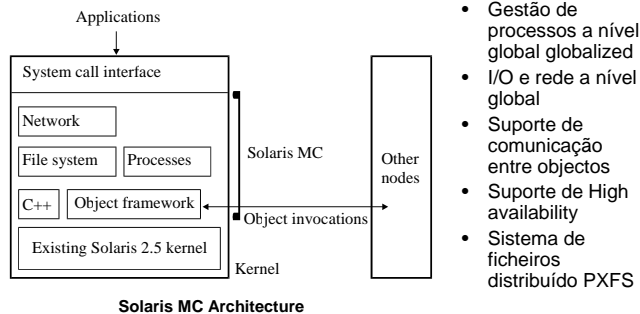 Applications
System call interface
Network
File system
Processes
C++
Object framework
Existing Solaris 2.5 kernel
Solaris MC
Object invocations
Kernel
Other
nodes
Solaris MC Architecture
• Gestão de
processos a nível
global globalized
• I/O e rede a nível
global
• Suporte de
comunicação
entre objectos
• Suporte de High
availability
• Sistema de
ficheiros
distribuído PXFS